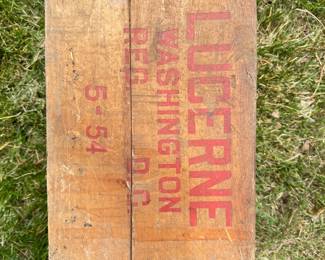 LUCERNE
WASHINGTON
REG. D.C.
5-54